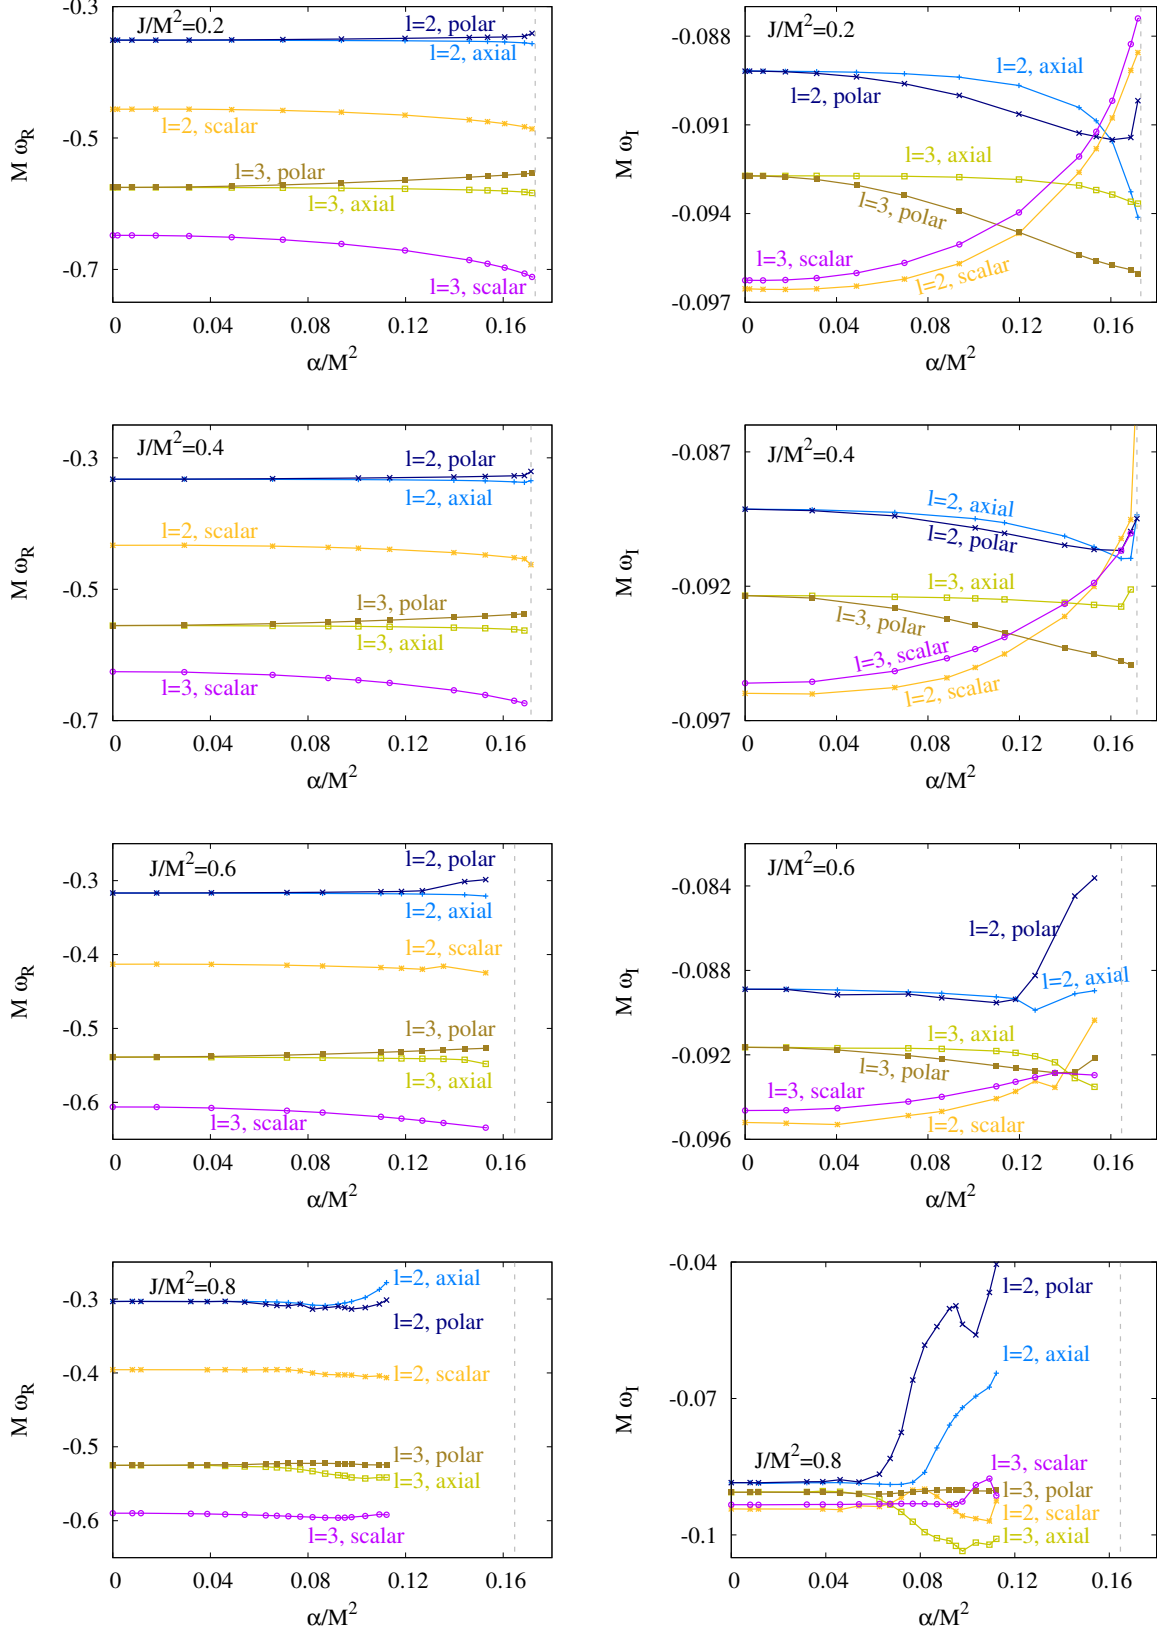 J/M²=0.2
l=2, polar
l=2, axial
l=2, scalar
l=3, polar
l=3, axial
l=3, scalar
-0.3
-0.5
-0.7
M ω_R
0 0.04 0.08 0.12 0.16
α/M²
J/M²=0.2
l=2, axial
l=2, polar
l=3, axial
l=3, polar
l=3, scalar
l=2, scalar
-0.088
-0.091
-0.094
-0.097
M ω_I
0 0.04 0.08 0.12 0.16
α/M²
J/M²=0.4
l=2, polar
l=2, axial
l=2, scalar
l=3, polar
l=3, axial
l=3, scalar
-0.3
-0.5
-0.7
M ω_R
0 0.04 0.08 0.12 0.16
α/M²
J/M²=0.4
l=2, axial
l=2, polar
l=3, axial
l=3, polar
l=3, scalar
l=2, scalar
-0.087
-0.092
-0.097
M ω_I
0 0.04 0.08 0.12 0.16
α/M²
J/M²=0.6
l=2, polar
l=2, axial
l=2, scalar
l=3, polar
l=3, axial
l=3, scalar
-0.3
-0.4
-0.5
-0.6
M ω_R
0 0.04 0.08 0.12 0.16
α/M²
J/M²=0.6
l=2, polar
l=2, axial
l=3, axial
l=3, polar
l=3, scalar
l=2, scalar
-0.084
-0.088
-0.092
-0.096
M ω_I
0 0.04 0.08 0.12 0.16
α/M²
J/M²=0.8
l=2, axial
l=2, polar
l=2, scalar
l=3, polar
l=3, axial
l=3, scalar
-0.3
-0.4
-0.5
-0.6
M ω_R
0 0.04 0.08 0.12 0.16
α/M²
l=2, polar
l=2, axial
J/M²=0.8
l=3, scalar
l=3, polar
l=2, scalar
l=3, axial
-0.04
-0.07
-0.1
M ω_I
0 0.04 0.08 0.12 0.16
α/M²